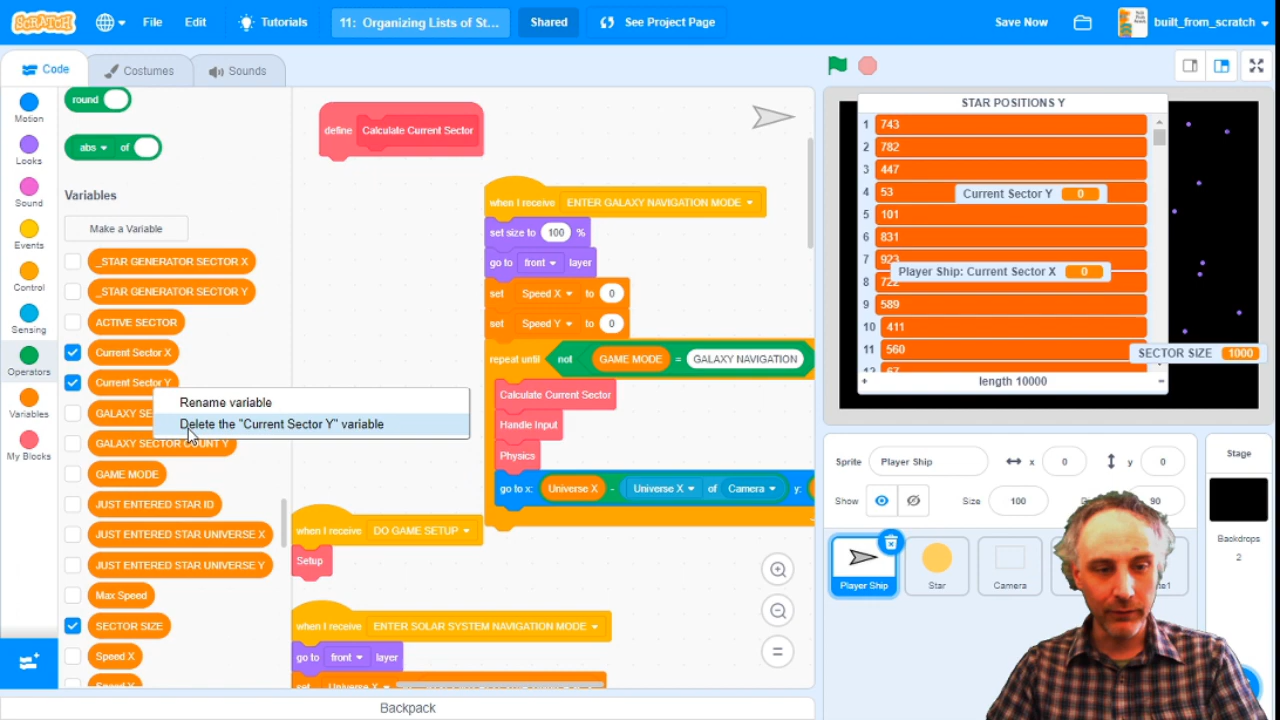 SCRATCH
File
Edit
Tutorials
11: Organizing Lists of St...
Shared
See Project Page
Save Now
built_from_scratch
Code
Costumes
Sounds
Motion
Looks
Sound
Events
Control
Sensing
Operators
Variables
My Blocks
round
abs of
Variables
Make a Variable
_STAR GENERATOR SECTOR X
_STAR GENERATOR SECTOR Y
ACTIVE SECTOR
Current Sector X
Current Sector Y
Rename variable
Delete the "Current Sector Y" variable
GALAXY SE
GALAXY SECTOR COUNT Y
GAME MODE
JUST ENTERED STAR ID
JUST ENTERED STAR UNIVERSE X
JUST ENTERED STAR UNIVERSE Y
Max Speed
SECTOR SIZE
Speed X
define Calculate Current Sector
when I receive ENTER GALAXY NAVIGATION MODE
set size to 100 %
go to front layer
set Speed X to 0
set Speed Y to 0
repeat until not GAME MODE = GALAXY NAVIGATION
Calculate Current Sector
Handle Input
Physics
go to x: Universe X - Universe X of Camera y:
when I receive DO GAME SETUP
Setup
when I receive ENTER SOLAR SYSTEM NAVIGATION MODE
go to front layer
set Universe X to
Backpack
STAR POSITIONS Y
1 743
2 782
3 447
4 53
5 101
6 831
7 923
8 722
9 589
10 411
11 560
12 67
+ length 10000 =
Current Sector Y 0
Player Ship: Current Sector X 0
SECTOR SIZE 1000
Sprite Player Ship x 0 y 0
Show Size 100 90
Player Ship
Star
Camera
Stage
Backdrops
2